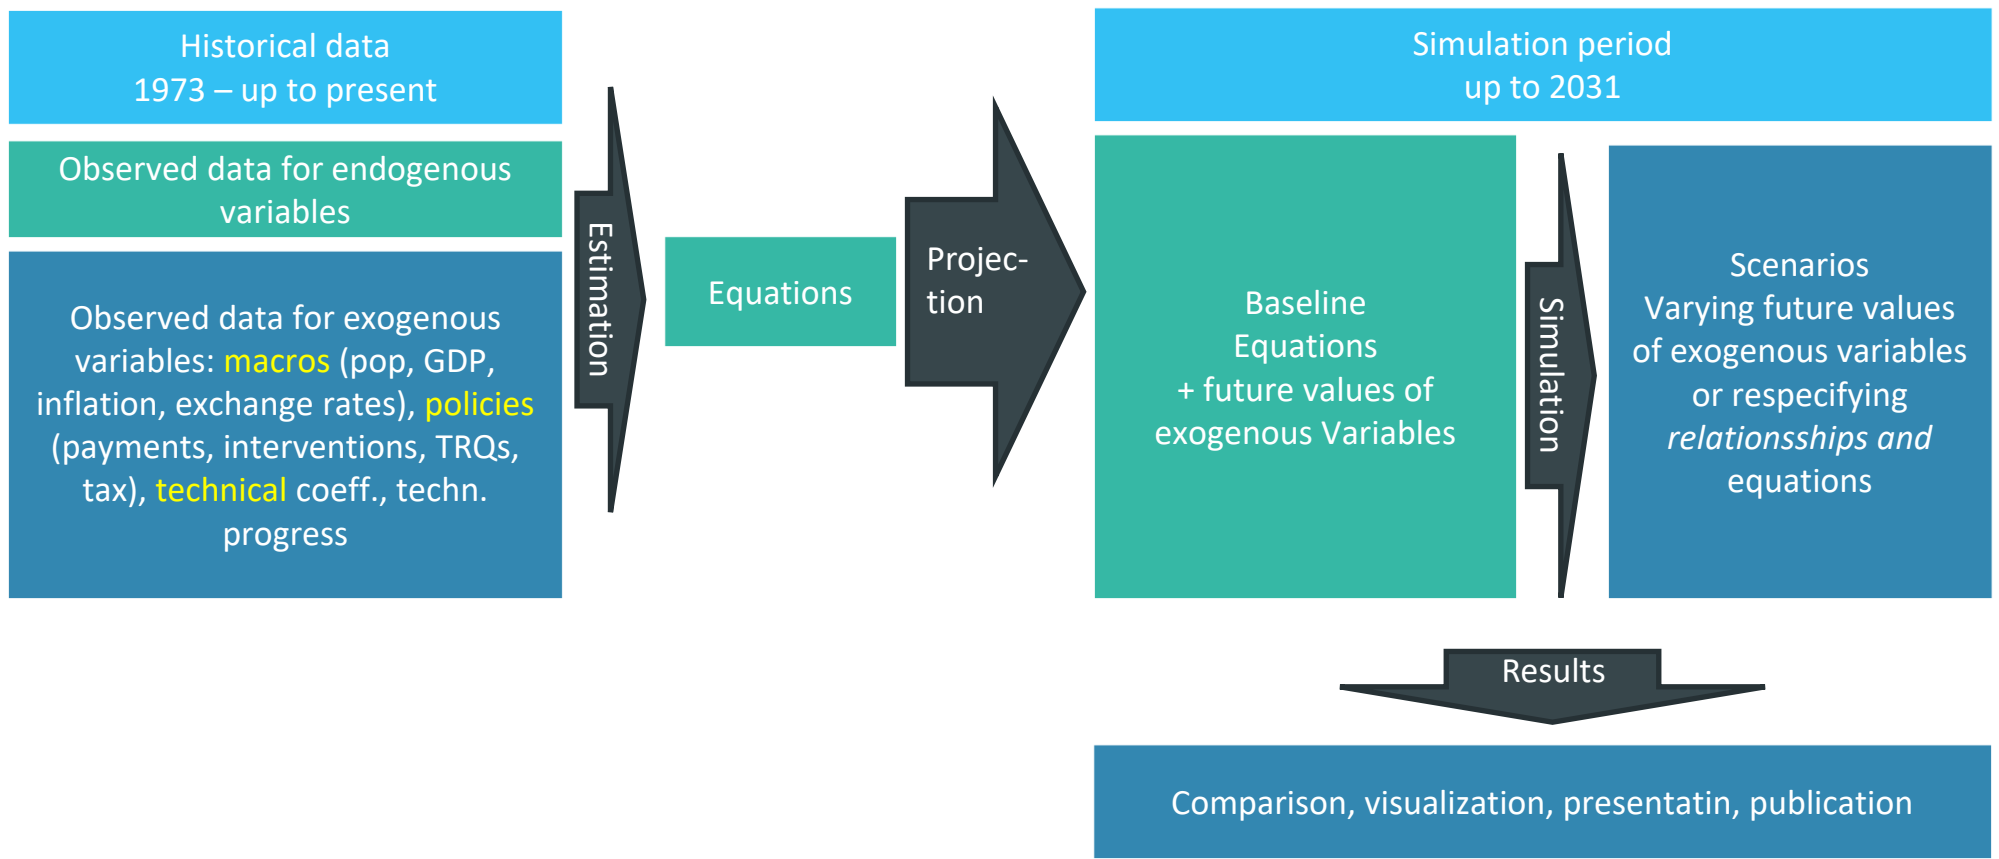 Historical data
1973 – up to present
Observed data for endogenous
variables
Observed data for exogenous
variables: macros (pop, GDP,
inflation, exchange rates), policies
(payments, interventions, TRQs,
tax), technical coeff., techn.
progress
Estimation
Equations
Projec-
tion
Simulation period
up to 2031
Baseline
Equations
+ future values of
exogenous Variables
Simulation
Scenarios
Varying future values
of exogenous variables
or respecifying
relationsships and
equations
Results
Comparison, visualization, presentatin, publication